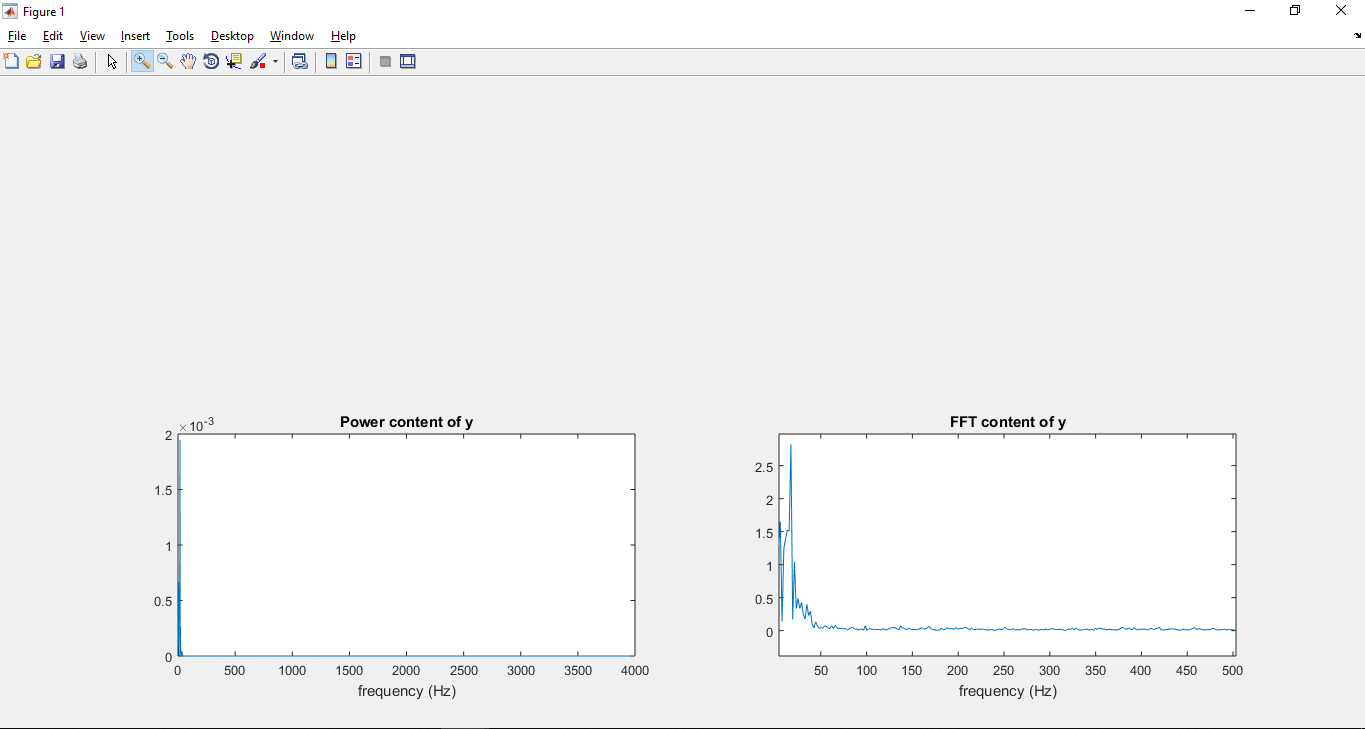 Figure 1
File Edit View Insert Tools Desktop Window Help
Power content of y
×10-3
2
1.5
1
0.5
0
0 500 1000 1500 2000 2500 3000 3500 4000
frequency (Hz)
FFT content of y
2.5
2
1.5
1
0.5
0
50 100 150 200 250 300 350 400 450 500
frequency (Hz)